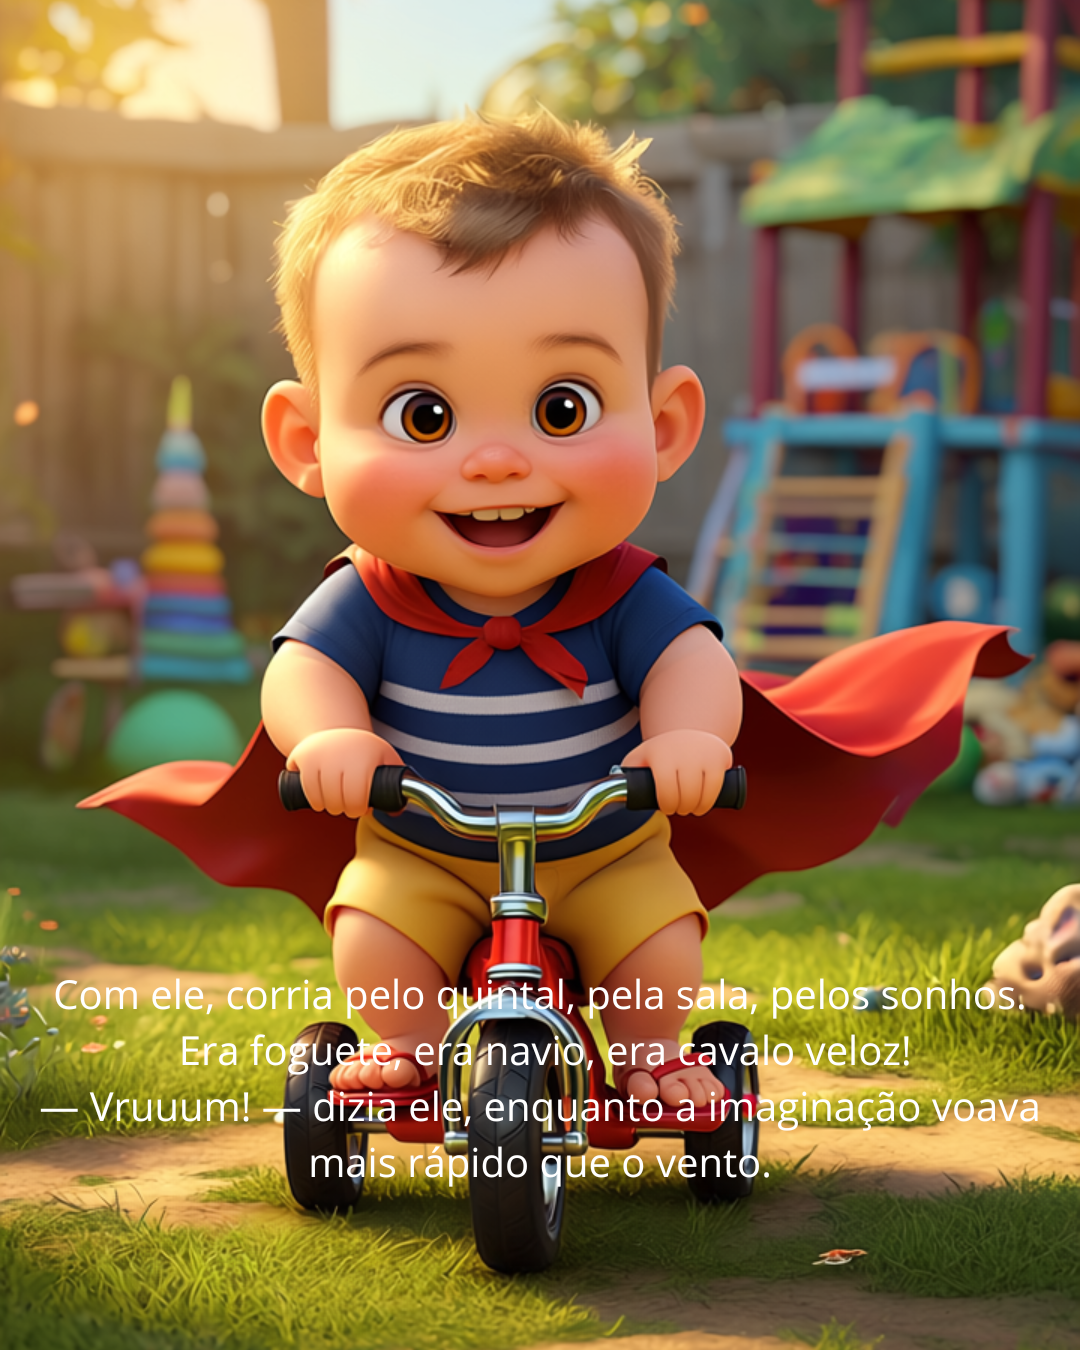 Com ele, corria pelo quintal, pela sala, pelos sonhos.
Era foguete, era navio, era cavalo veloz!
— Vruuum! — dizia ele, enquanto a imaginação voava
mais rápido que o vento.